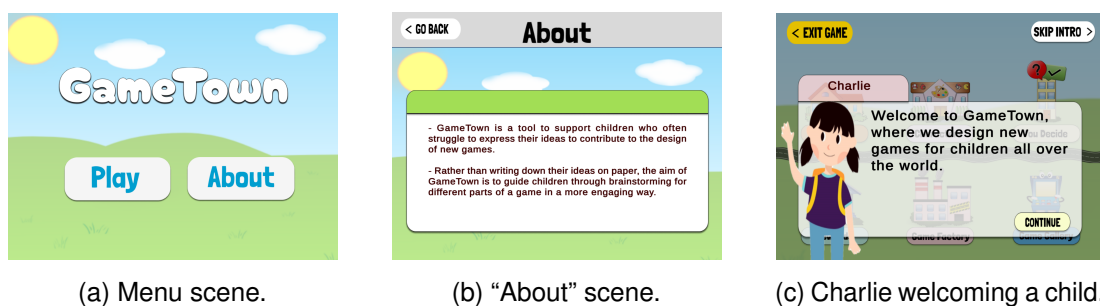 GameTown
Play
About
(a) Menu scene.
< GO BACK
About
- GameTown is a tool to support children who often
struggle to express their ideas to contribute to the design
of new games.
- Rather than writing down their ideas on paper, the aim of
GameTown is to guide children through brainstorming for
different parts of a game in a more engaging way.
(b) “About” scene.
< EXIT GAME
SKIP INTRO >
Charlie
Welcome to GameTown,
where we design new
games for children all over
the world.
You Decide
CONTINUE
Game Factory
Game Gallery
(c) Charlie welcoming a child